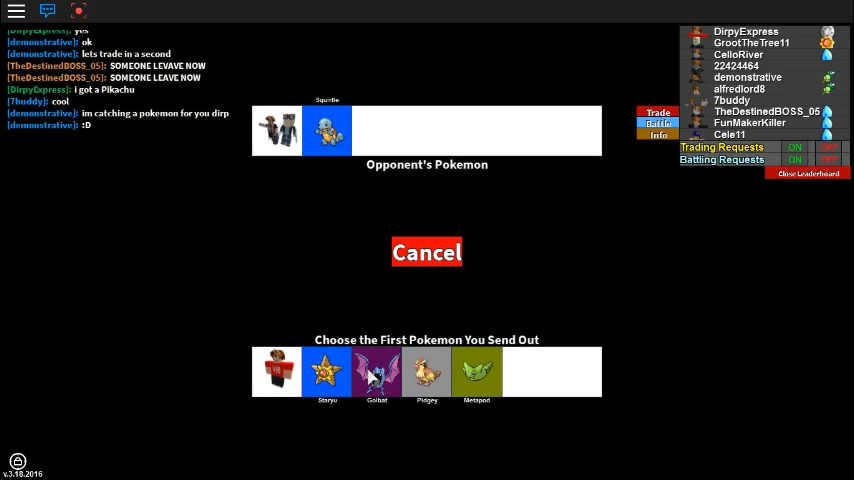 [DirpyExpress]: yes
[demonstrative]: ok
[demonstrative]: lets trade in a second
[TheDestinedBOSS_05]: SOMEONE LEAVE NOW
[TheDestinedBOSS_05]: SOMEONE LEAVE NOW
[DirpyExpress]: i got a Pikachu
[7buddy]: cool
[demonstrative]: im catching a pokemon for you dirp
[demonstrative]: :D
Squirtle
Opponent's Pokemon
Cancel
Choose the First Pokemon You Send Out
Staryu
Golbat
Pidgey
Metapod
Trade
Battle
Info
DirpyExpress
GrootTheTree11
CelloRiver
22424464
demonstrative
alfredlord8
7buddy
TheDestinedBOSS_05
FunMakerKiller
Cele11
Trading Requests ON OFF
Battling Requests ON OFF
Close Leaderboard
v.3.18.2016